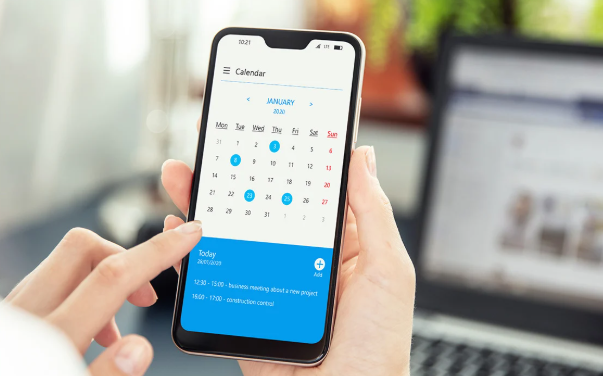 10:21
Calendar
< JANUARY >
2020
Mon Tue Wed Thu Fri Sat Sun
31 1 2 3 4 5 6
7 8 9 10 11 12 13
14 15 16 17 18 19 20
21 22 23 24 25 26 27
28 29 30 31 1 2 3
Today
Add
12:30 - 15:00 - business meeting about a new project
16:00 - 17:00 - construction control